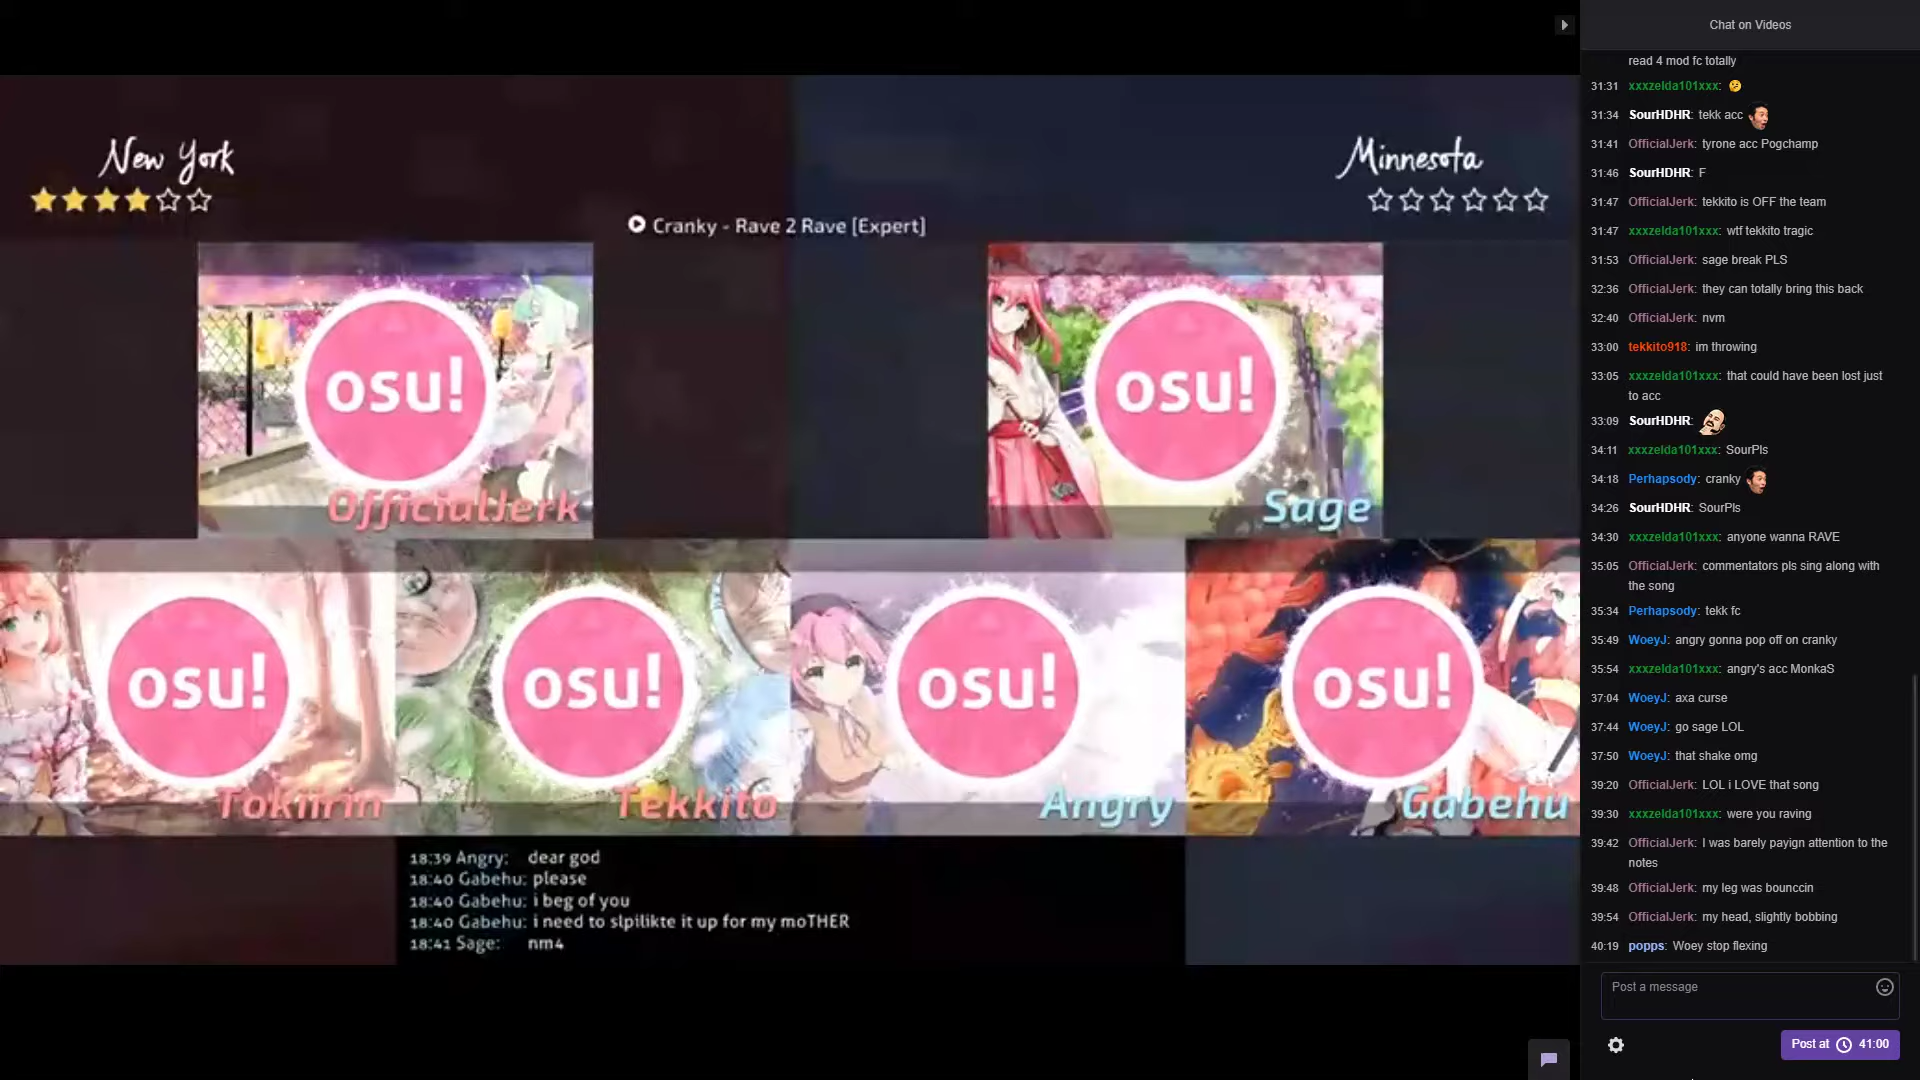 Chat on Videos
New York
Minnesota
Cranky - Rave 2 Rave [Expert]
osu!
OfficialJerk
osu!
Sage
osu!
Tokiirin
osu!
Tekkito
osu!
Angry
osu!
Gabehu
18:39 Angry: dear god
18:40 Gabehu: please
18:40 Gabehu: i beg of you
18:40 Gabehu: i need to slpilikte it up for my moTHER
18:41 Sage: nm4
read 4 mod fc totally
31:31 xxxzelda101xxx:
31:34 SourHDHR: tekk acc
31:41 OfficialJerk: tyrone acc Pogchamp
31:46 SourHDHR: F
31:47 OfficialJerk: tekkito is OFF the team
31:47 xxxzelda101xxx: wtf tekkito tragic
31:53 OfficialJerk: sage break PLS
32:36 OfficialJerk: they can totally bring this back
32:40 OfficialJerk: nvm
33:00 tekkito918: im throwing
33:05 xxxzelda101xxx: that could have been lost just
to acc
33:09 SourHDHR:
34:11 xxxzelda101xxx: SourPls
34:18 Perhapsody: cranky
34:26 SourHDHR: SourPls
34:30 xxxzelda101xxx: anyone wanna RAVE
35:05 OfficialJerk: commentators pls sing along with
the song
35:34 Perhapsody: tekk fc
35:49 WoeyJ: angry gonna pop off on cranky
35:54 xxxzelda101xxx: angry's acc MonkaS
37:04 WoeyJ: axa curse
37:44 WoeyJ: go sage LOL
37:50 WoeyJ: that shake omg
39:20 OfficialJerk: LOL i LOVE that song
39:30 xxxzelda101xxx: were you raving
39:42 OfficialJerk: I was barely payign attention to the
notes
39:48 OfficialJerk: my leg was bounccin
39:54 OfficialJerk: my head, slightly bobbing
40:19 popps: Woey stop flexing
Post a message
Post at 41:00